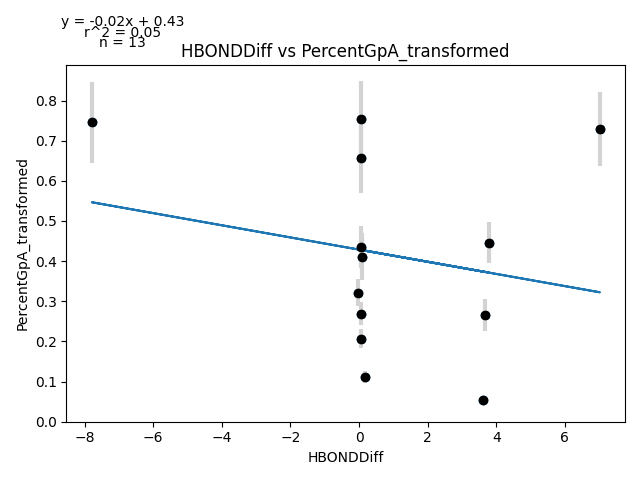 y = -0.02x + 0.43
r^2 = 0.05
n = 13
HBONDDiff vs PercentGpA_transformed
PercentGpA_transformed
0.8
0.7
0.6
0.5
0.4
0.3
0.2
0.1
0.0
−8 −6 −4 −2 0 2 4 6
HBONDDiff